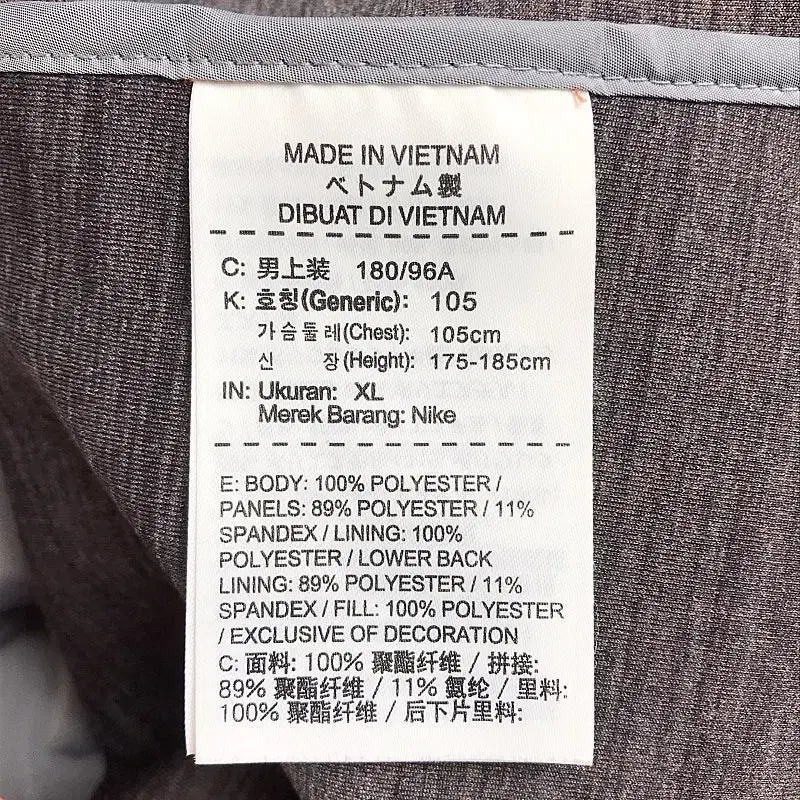 MADE IN VIETNAM
ベトナム製
DIBUAT DI VIETNAM
C: 男上装 180/96A
K: 호칭(Generic): 105
가슴둘레(Chest): 105cm
신 장(Height): 175-185cm
IN: Ukuran: XL
Merek Barang: Nike
E: BODY: 100% POLYESTER /
PANELS: 89% POLYESTER / 11%
SPANDEX / LINING: 100%
POLYESTER / LOWER BACK
LINING: 89% POLYESTER / 11%
SPANDEX / FILL: 100% POLYESTER
/ EXCLUSIVE OF DECORATION
C: 面料: 100% 聚酯纤维 / 拼接:
89% 聚酯纤维 / 11% 氨纶 / 里料:
100% 聚酯纤维 / 后下片里料: